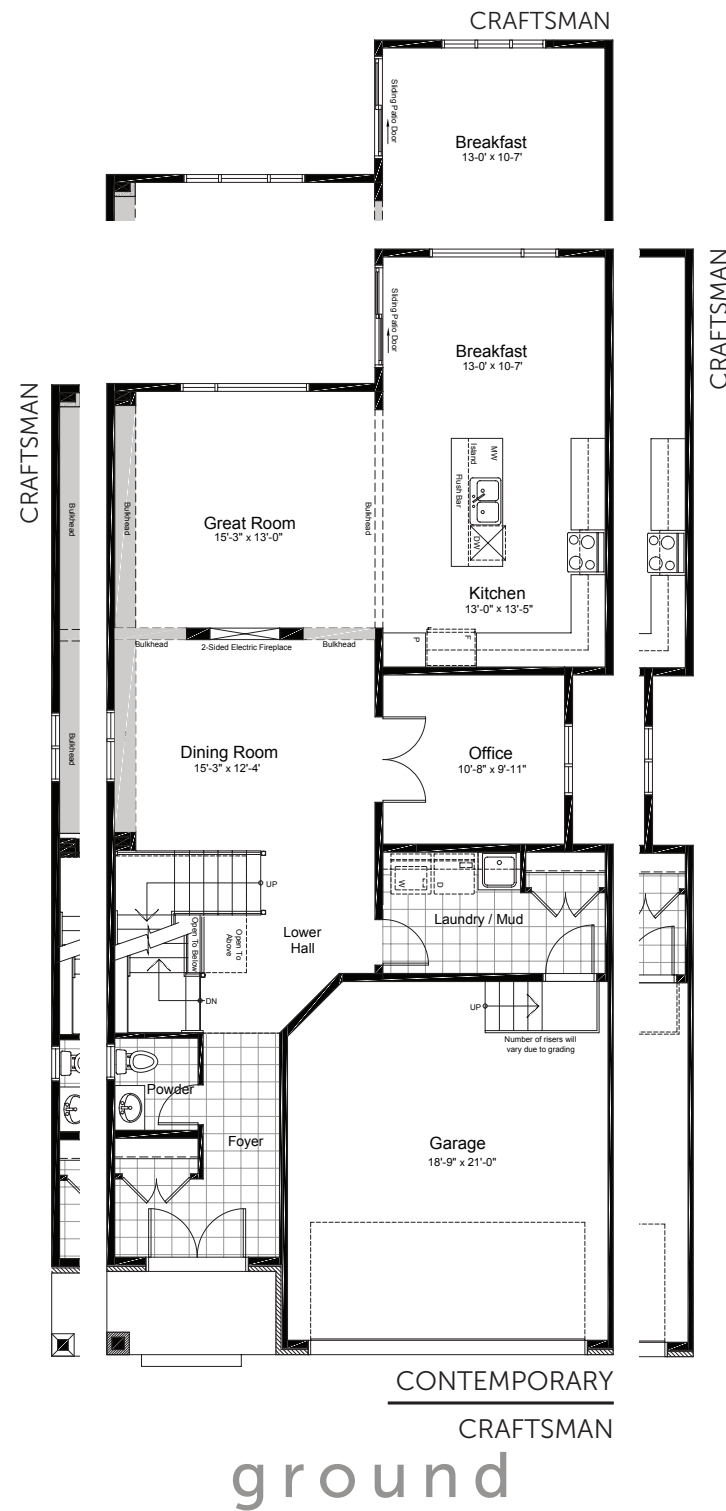 CRAFTSMAN
Sliding Patio Door
Breakfast
13-0' x 10-7'
CRAFTSMAN
Sliding Patio Door
Breakfast
13-0' x 10-7'
CRAFTSMAN
Bulkhead
Bulkhead
Great Room
15'-3" x 13'-0"
Bulkhead
MW
Island
Flush Bar
DW
Kitchen
13'-0" x 13'-5"
P
F
Bulkhead
2-Sided Electric Fireplace
Bulkhead
Bulkhead
Dining Room
15'-3" x 12'-4'
Office
10'-8" x 9'-11"
UP
W
D
Laundry / Mud
Open To Below
Open To
Above
Lower
Hall
DN
UP
Number of risers will
vary due to grading
Powder
Foyer
Garage
18'-9" x 21'-0"
CONTEMPORARY
CRAFTSMAN
ground